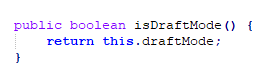 public boolean isDraftMode() {
    return this.draftMode;
}